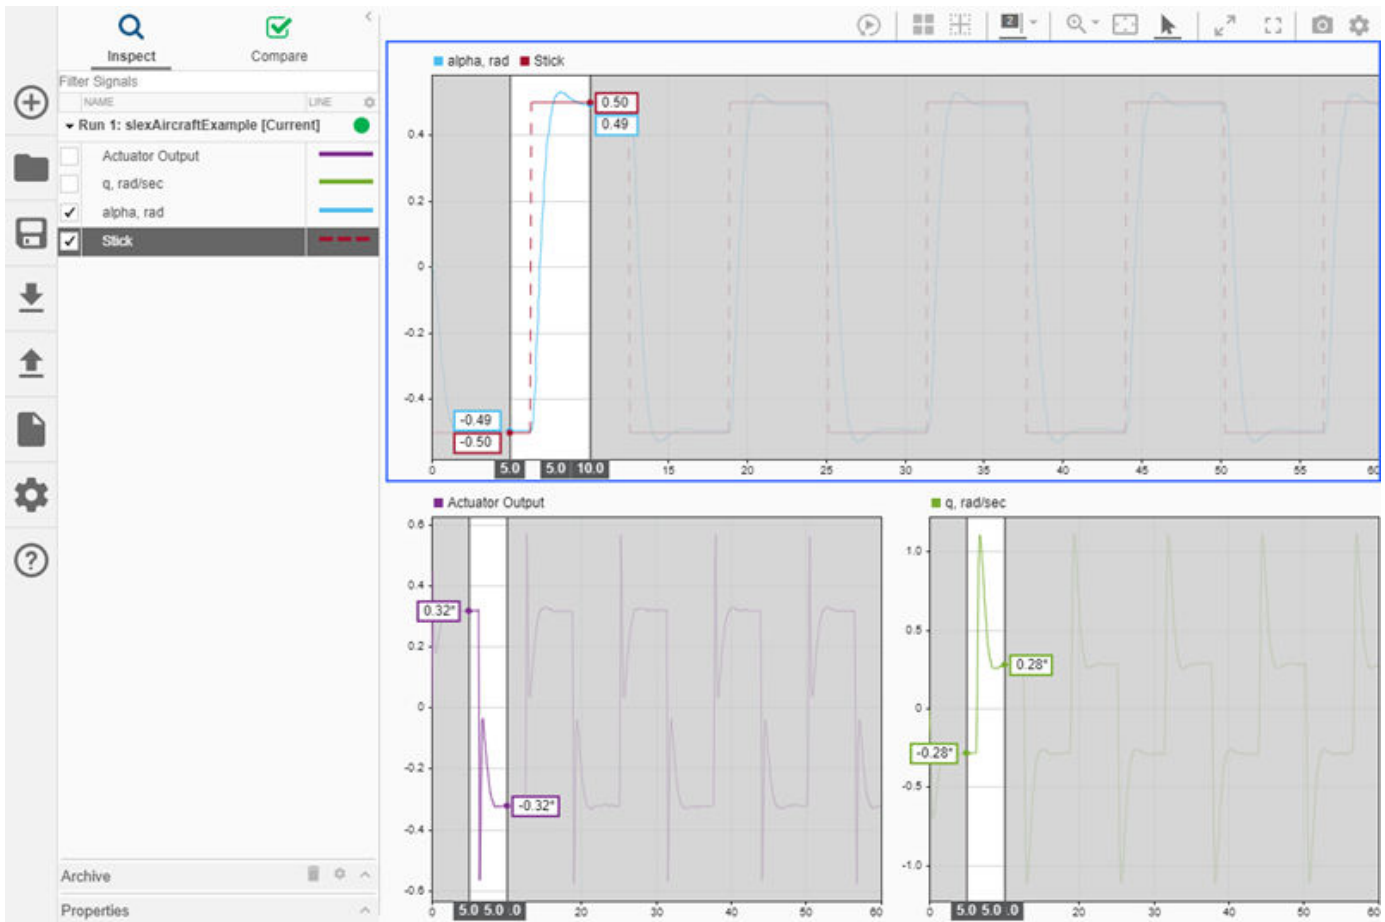 Inspect
Compare
Filter Signals
NAME LINE
Run 1: slexAircraftExample [Current]
Actuator Output
q, rad/sec
alpha, rad
Stick
Archive
Properties
2
alpha, rad Stick
0.4
0.2
0
-0.2
-0.4
0.50
0.49
-0.49
-0.50
0 5.0 5.0 10.0 15 20 25 30 35 40 45 50 55 60
Actuator Output
0.6
0.4
0.2
0
-0.2
-0.4
-0.6
0.32*
-0.32*
0 5.0 5.0 .0 20 30 40 50 60
q, rad/sec
1.0
0.5
0
-0.5
-1.0
0.28*
-0.28*
0 5.0 5.0 .0 20 30 40 50 60